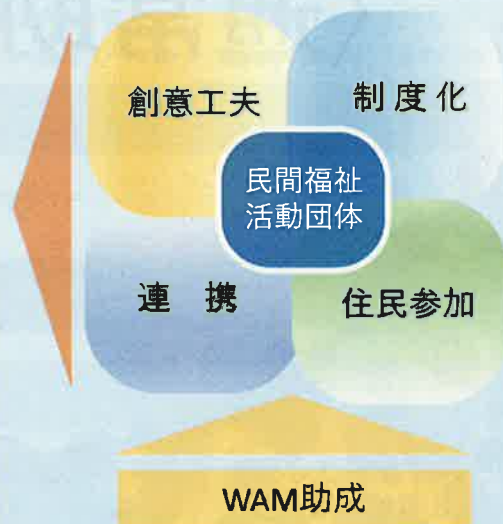 創意工夫
制度化
民間福祉
活動団体
連　携
住民参加
WAM助成